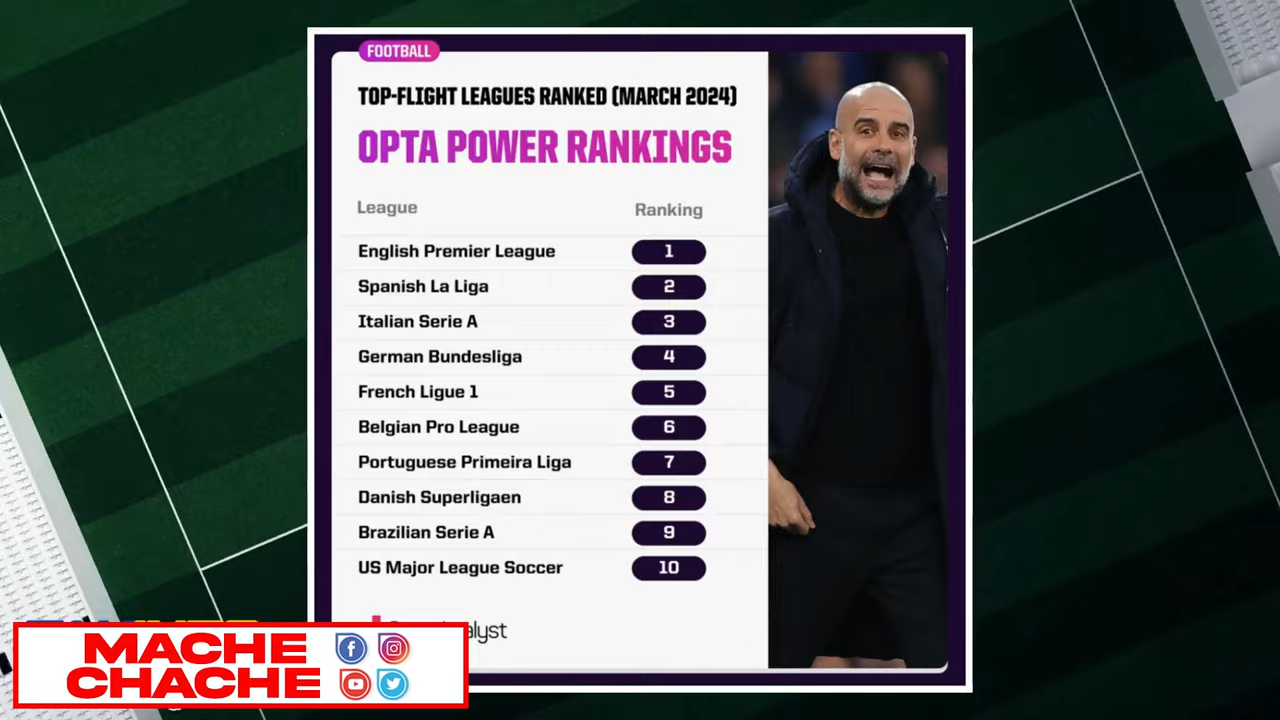 FOOTBALL
TOP-FLIGHT LEAGUES RANKED (MARCH 2024)
OPTA POWER RANKINGS
League Ranking
English Premier League 1
Spanish La Liga 2
Italian Serie A 3
German Bundesliga 4
French Ligue 1 5
Belgian Pro League 6
Portuguese Primeira Liga 7
Danish Superligaen 8
Brazilian Serie A 9
US Major League Soccer 10
MACHE
CHACHE